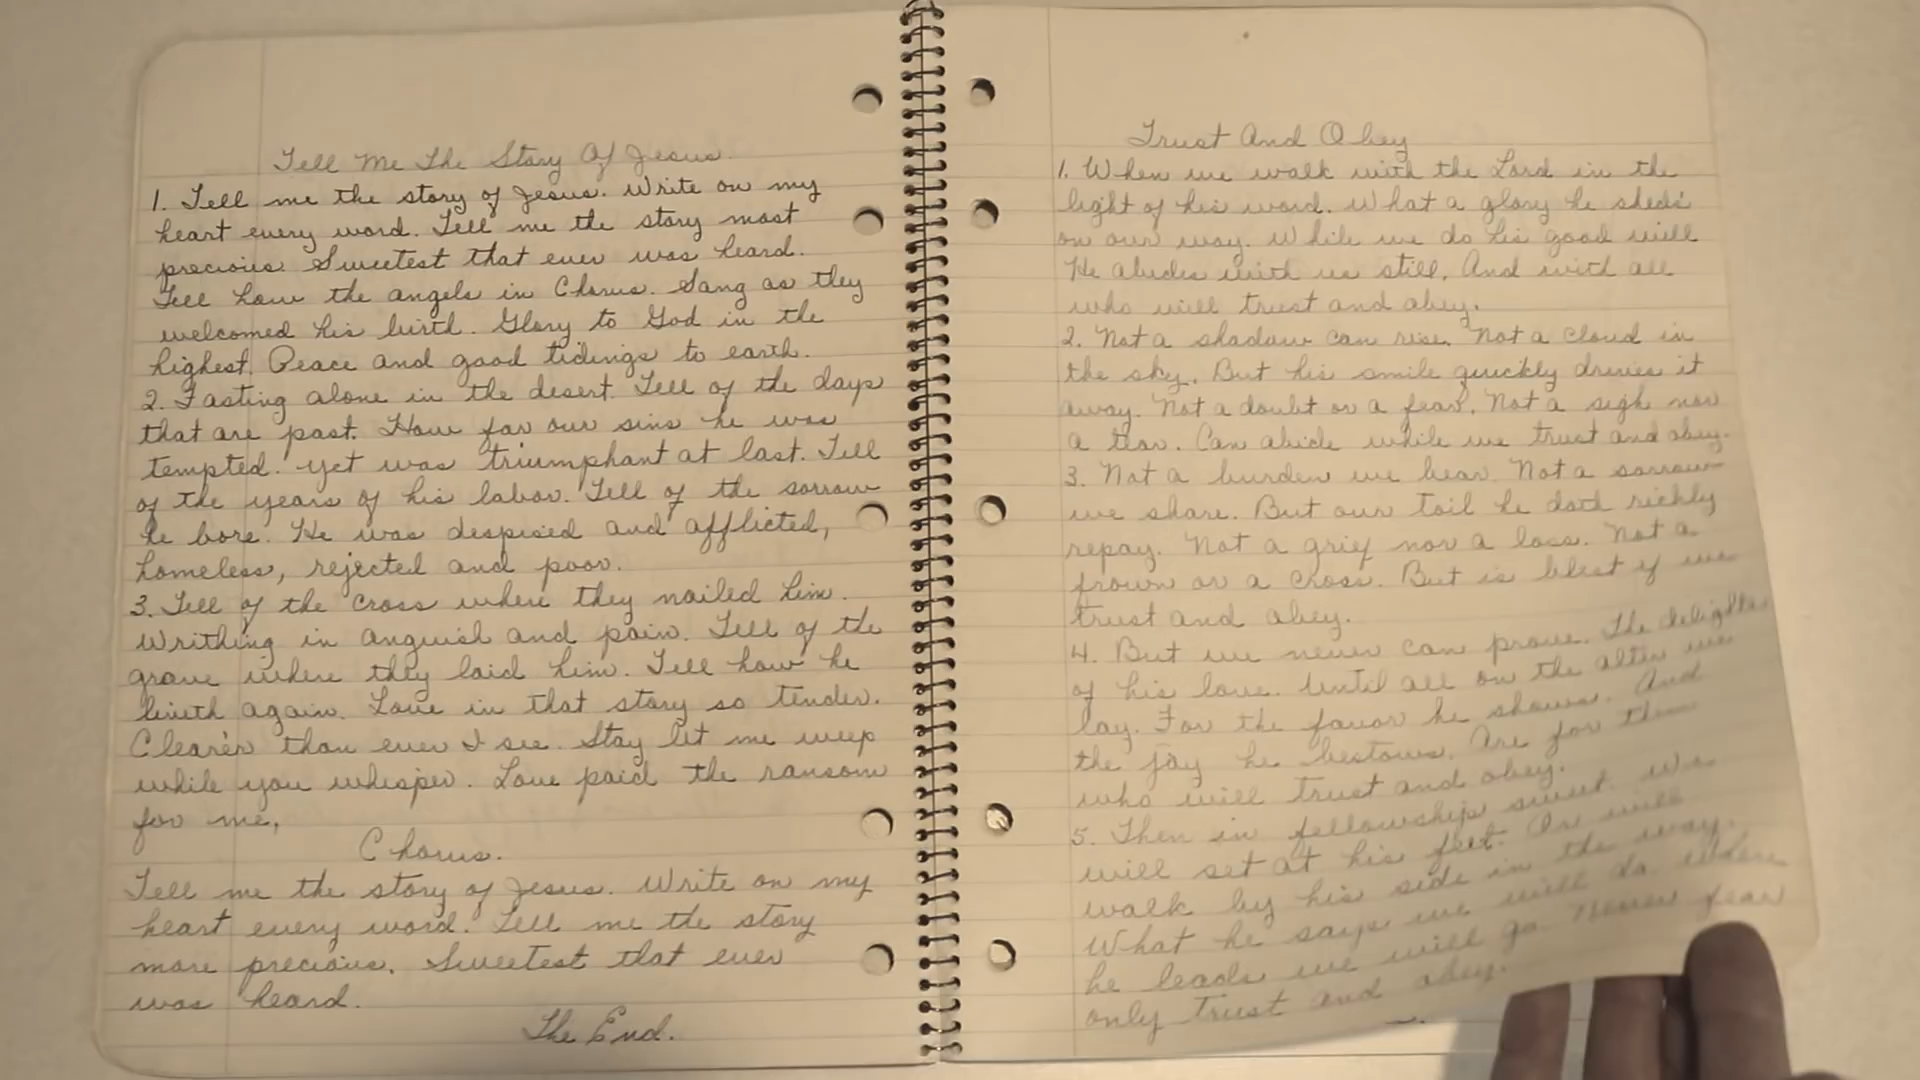 Tell Me The Story Of Jesus.
1. Tell me the story of Jesus. Write on my
heart every word. Tell me the story most
precious. Sweetest that ever was heard.
Tell how the angels in Chorus. Sang as they
welcomed his birth. Glory to God in the
highest. Peace and good tidings to earth.
2. Fasting alone in the desert. Tell of the days
that are past. How for our sins he was
tempted. yet was triumphant at last. Tell
of the years of his labor. Tell of the sorrow
he bore. He was despised and afflicted,
homeless, rejected and poor.
3. Tell of the cross where they nailed him.
Writhing in anguish and pain. Tell of the
grave where they laid him. Tell how he
liveth again. Love in that story so tender.
Clearer than ever I see. Stay let me weep
while you whisper. Love paid the ransom
for me.
Chorus.
Tell me the story of Jesus. Write on my
heart every word. Tell me the story
more precious. Sweetest that ever
was heard.
The End.
Trust And Obey
1. When we walk with the Lord in the
light of his word. What a glory he sheds
on our way. While we do his good will
He abides with us still. And with all
who will trust and obey.
2. Not a shadow can rise. Not a cloud in
the sky. But his smile quickly drives it
away. Not a doubt or a fear. Not a sigh nor
a tear. Can abide while we trust and obey.
3. Not a burden we bear. Not a sorrow
we share. But our toil he doth richly
repay. Not a grief nor a loss. Not a
frown or a cross. But is blest if we
trust and obey.
4. But we never can prove. The delights
of his love. Until all on the alter we
lay. For the favor he shows. And
the joy he bestows. Are for them
who will trust and obey.
5. Then in fellowship sweet. We
will set at his feet. Or we'll
walk by his side in the way.
What he says we will do. Where
he leads we will go. Never fear
only trust and obey.